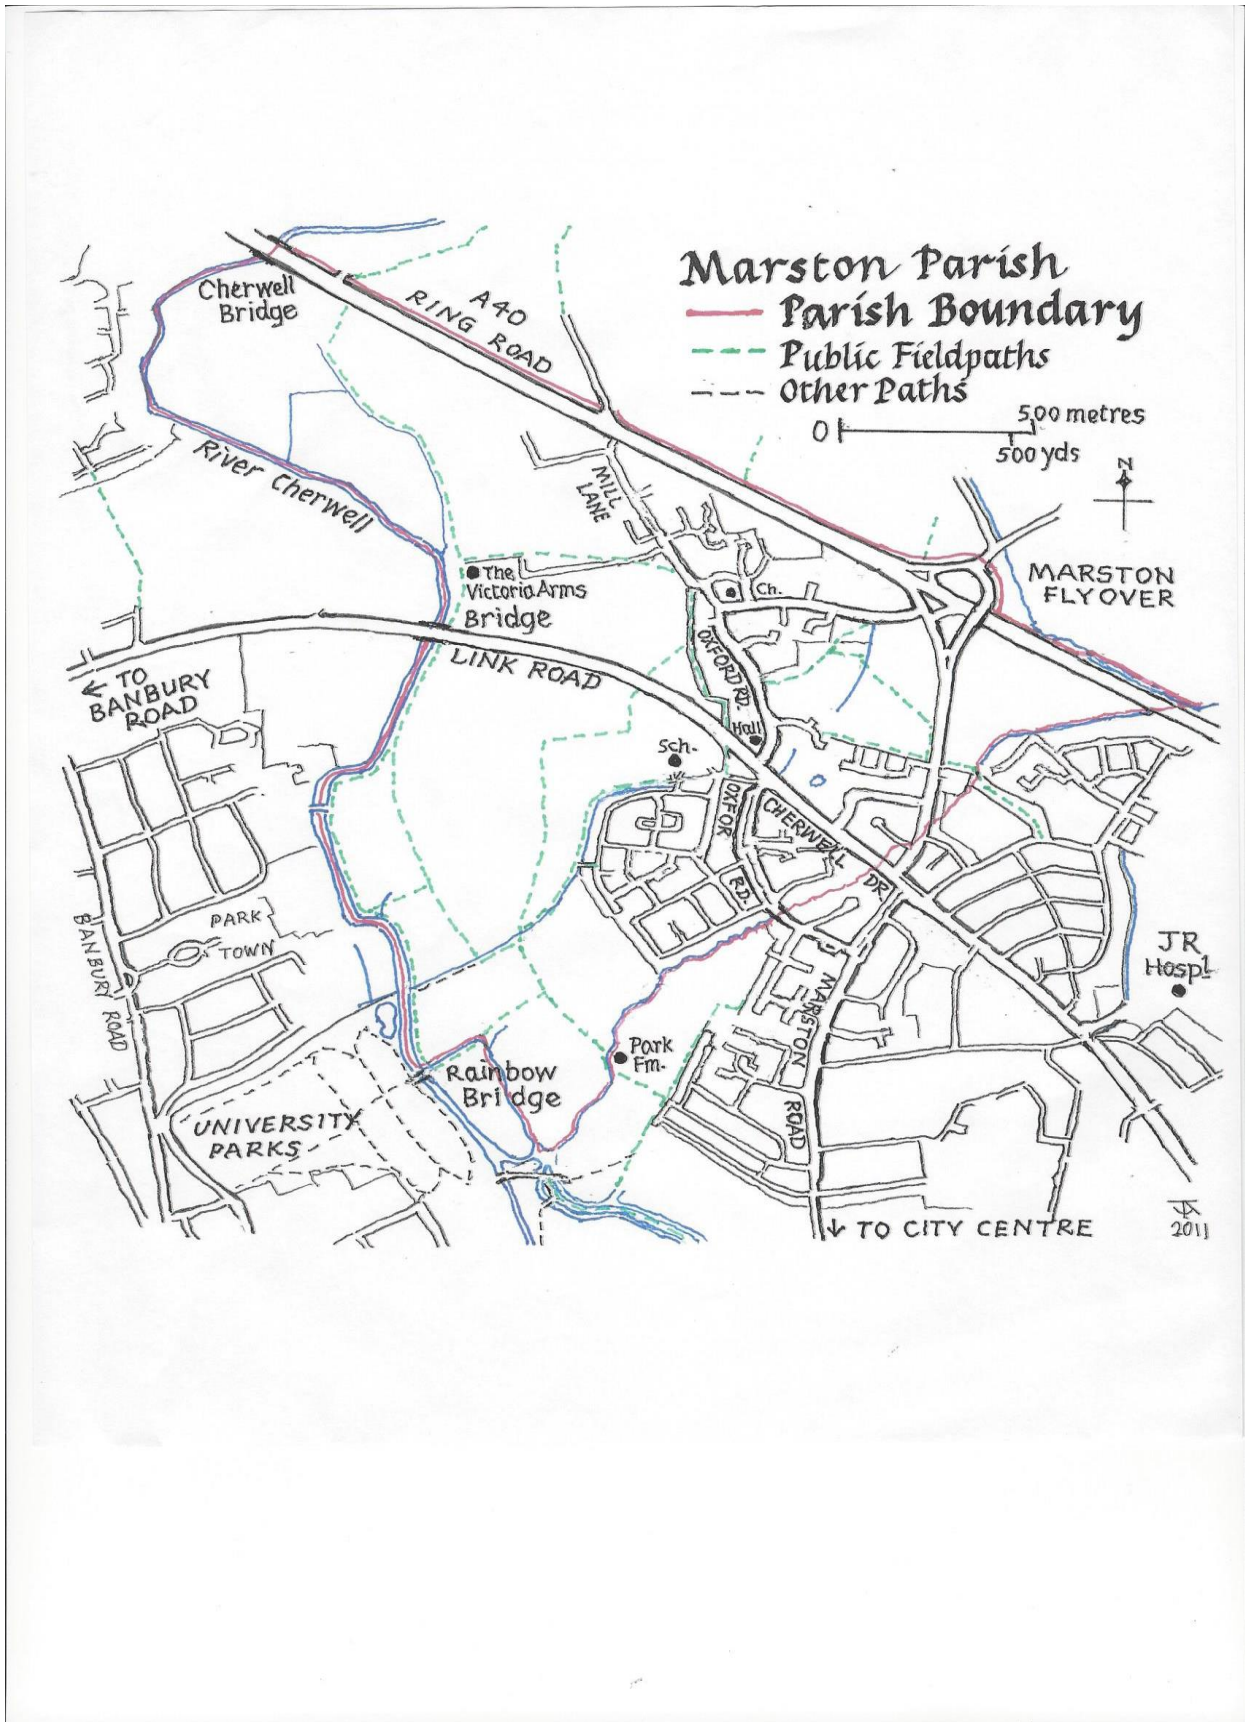 Marston Parish
Parish Boundary
Public Fieldpaths
Other Paths
0 500 metres
500 yds
N
Cherwell
Bridge
A40
RING ROAD
River Cherwell
MILL
LANE
The
Victoria Arms
Bridge
Ch.
MARSTON
FLYOVER
LINK ROAD
OXFORD RD.
← TO
BANBURY
ROAD
Hall
Sch.
OXFOR
RD.
CHERWELL
DR
PARK
TOWN
BANBURY ROAD
JR
Hospl
MARSTON
ROAD
Park
Fm.
Rainbow
Bridge
UNIVERSITY
PARKS
↓ TO CITY CENTRE
2011